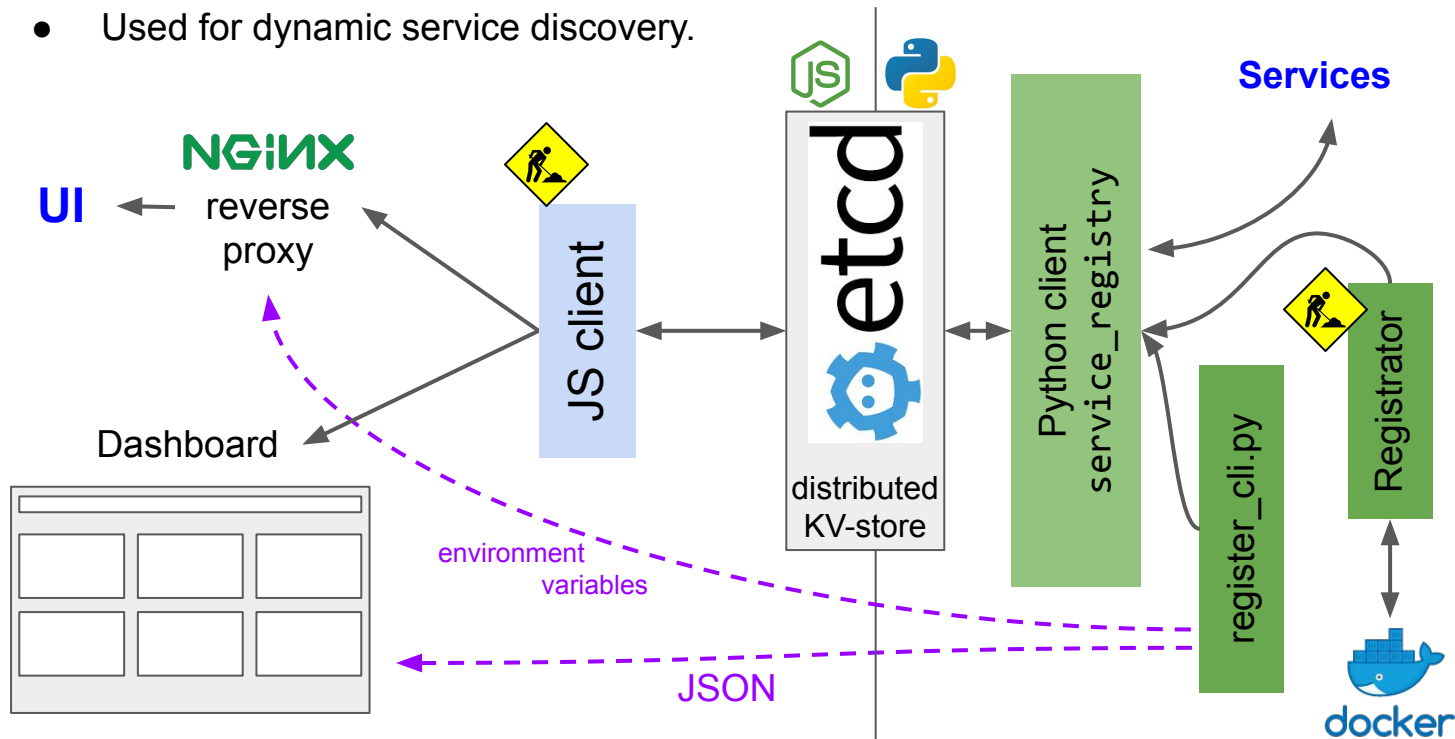 ● Used for dynamic service discovery.
JS
Services
NGINX
UI
reverse
proxy
JS client
etcd
distributed
KV-store
Python client
service_registry
Registrator
register_cli.py
Dashboard
environment
variables
JSON
docker